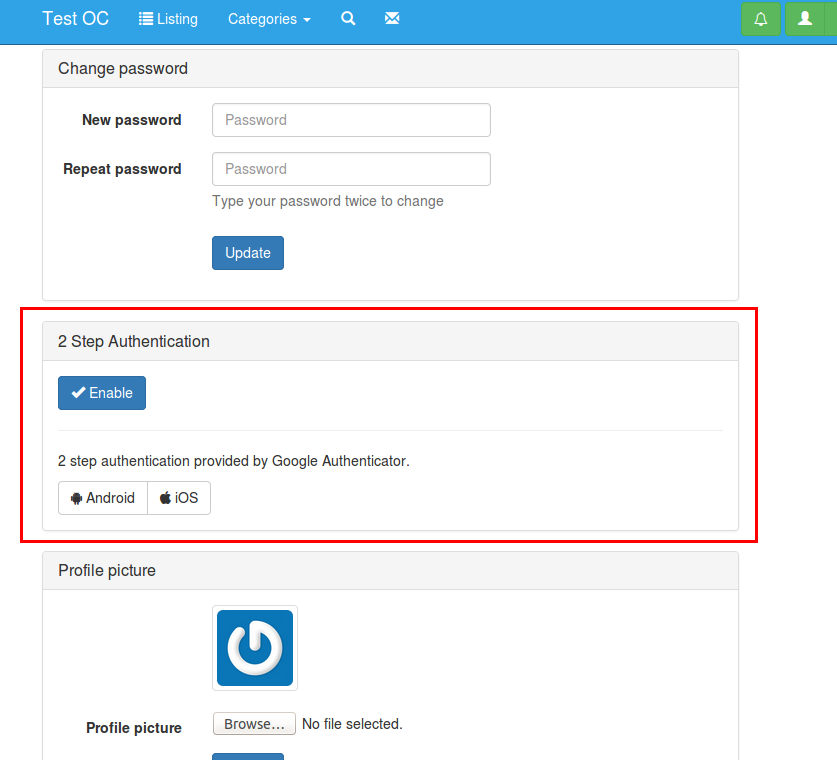 Test OC Listing Categories
Change password
New password Password
Repeat password Password
Type your password twice to change
Update
2 Step Authentication
Enable
2 step authentication provided by Google Authenticator.
Android iOS
Profile picture
Profile picture Browse... No file selected.